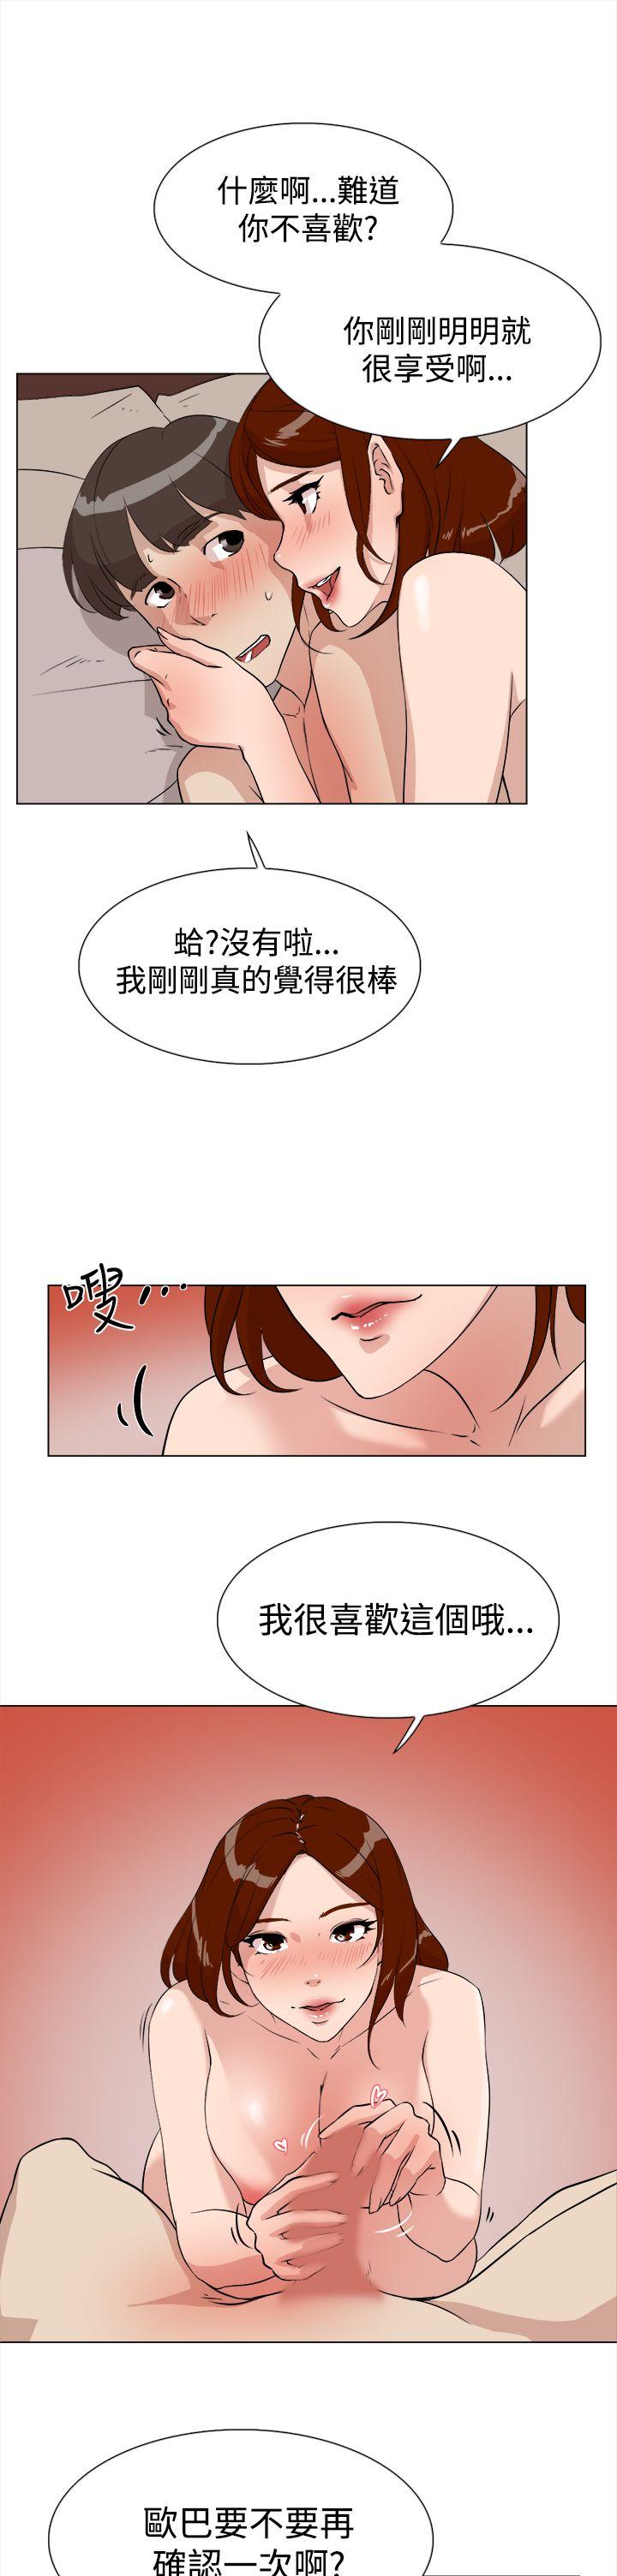 什麼啊...難道
你不喜歡?
你剛剛明明就
很享受啊...
蛤?沒有啦...
我剛剛真的覺得很棒
嗖...
我很喜歡這個哦...
歐巴要不要再
確認一次啊?